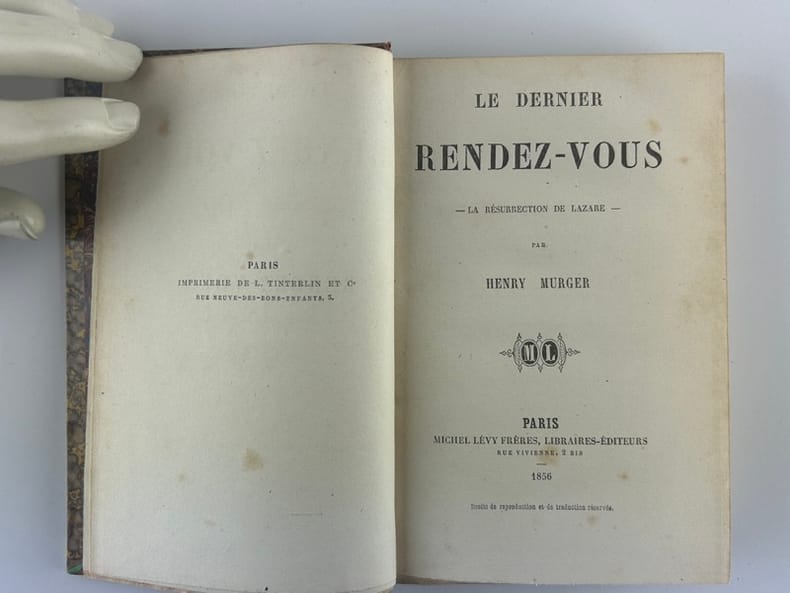 PARIS
IMPRIMERIE DE L. TINTERLIN ET Cᵉ
RUE NEUVE-DES-BONS-ENFANTS, 3.
LE DERNIER
RENDEZ-VOUS
— LA RÉSURRECTION DE LAZARE —
PAR
HENRY MURGER
ML
PARIS
MICHEL LÉVY FRÈRES, LIBRAIRES-ÉDITEURS
RUE VIVIENNE, 2 BIS
1856
Droits de reproduction et de traduction réservés.